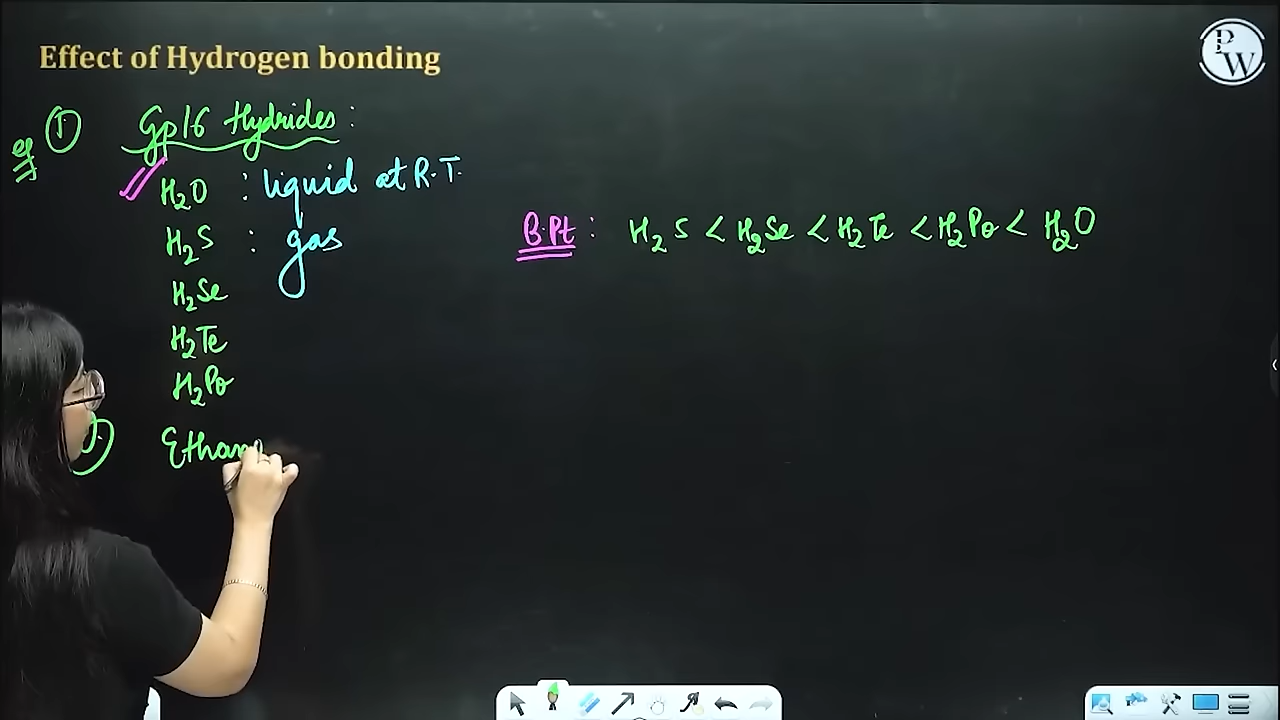 Effect of Hydrogen bonding
PW
eg ① Gp16 Hydrides :
H₂O : liquid at R.T.
H₂S : gas
B.Pt : H₂S < H₂Se < H₂Te < H₂Po < H₂O
H₂Se
H₂Te
H₂Po
Ethan